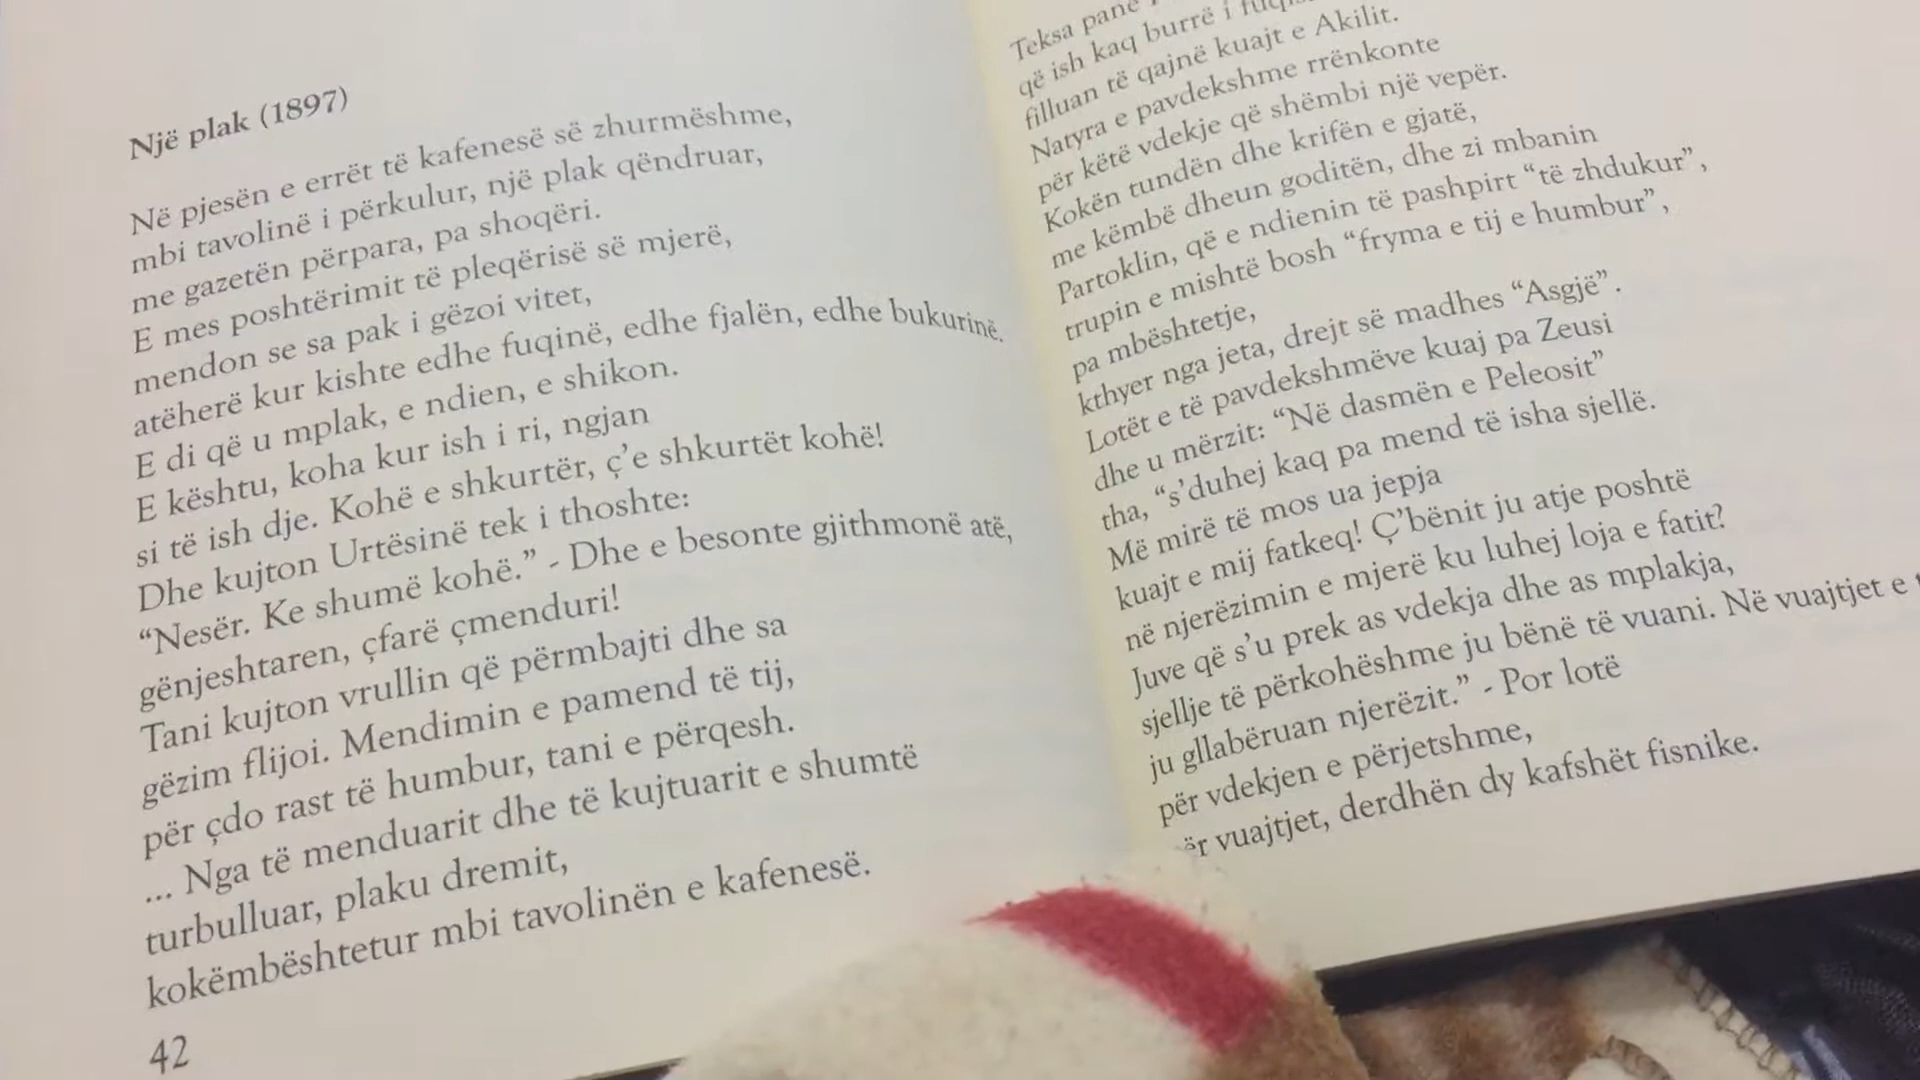 Një plak (1897)
Në pjesën e errët të kafenesë së zhurmëshme,
mbi tavolinë i përkulur, një plak qëndruar,
me gazetën përpara, pa shoqëri.
E mes poshtërimit të pleqërisë së mjerë,
mendon se sa pak i gëzoi vitet,
atëherë kur kishte edhe fuqinë, edhe fjalën, edhe bukurinë.
E di që u mplak, e ndien, e shikon.
E kështu, koha kur ish i ri, ngjan
si të ish dje. Kohë e shkurtër, ç’e shkurtët kohë!
Dhe kujton Urtësinë tek i thoshte:
“Nesër. Ke shumë kohë.” - Dhe e besonte gjithmonë atë,
gënjeshtaren, çfarë çmenduri!
Tani kujton vrullin që përmbajti dhe sa
gëzim flijoi. Mendimin e pamend të tij,
për çdo rast të humbur, tani e përqesh.
... Nga të menduarit dhe të kujtuarit e shumtë
turbulluar, plaku dremit,
kokëmbështetur mbi tavolinën e kafenesë.
42
Teksa panë
që ish kaq burrë i
filluan të qajnë kuajt e Akilit.
Natyra e pavdekshme rrënkonte
për këtë vdekje që shëmbi një vepër.
Kokën tundën dhe krifën e gjatë,
me këmbë dheun goditën, dhe zi mbanin
Partoklin, që e ndienin të pashpirt “të zhdukur”,
trupin e mishtë bosh “fryma e tij e humbur”,
pa mbështetje,
kthyer nga jeta, drejt së madhes “Asgjë”.
Lotët e të pavdekshmëve kuaj pa Zeusi
dhe u mërzit: “Në dasmën e Peleosit”
tha, “s’duhej kaq pa mend të isha sjellë.
Më mirë të mos ua jepja
kuajt e mij fatkeq! Ç’bënit ju atje poshtë
në njerëzimin e mjerë ku luhej loja e fatit?
Juve që s’u prek as vdekja dhe as mplakja,
sjellje të përkohëshme ju bënë të vuani. Në vuajtjet e
ju gllabëruan njerëzit.” - Por lotë
për vdekjen e përjetshme,
vuajtjet, derdhën dy kafshët fisnike.